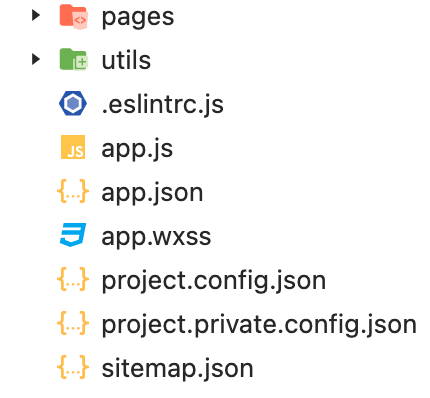 pages
utils
.eslintrc.js
app.js
app.json
app.wxss
project.config.json
project.private.config.json
sitemap.json